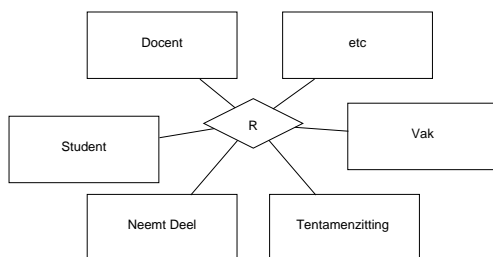 Docent
etc
R
Student
Vak
Neemt Deel
Tentamenzitting